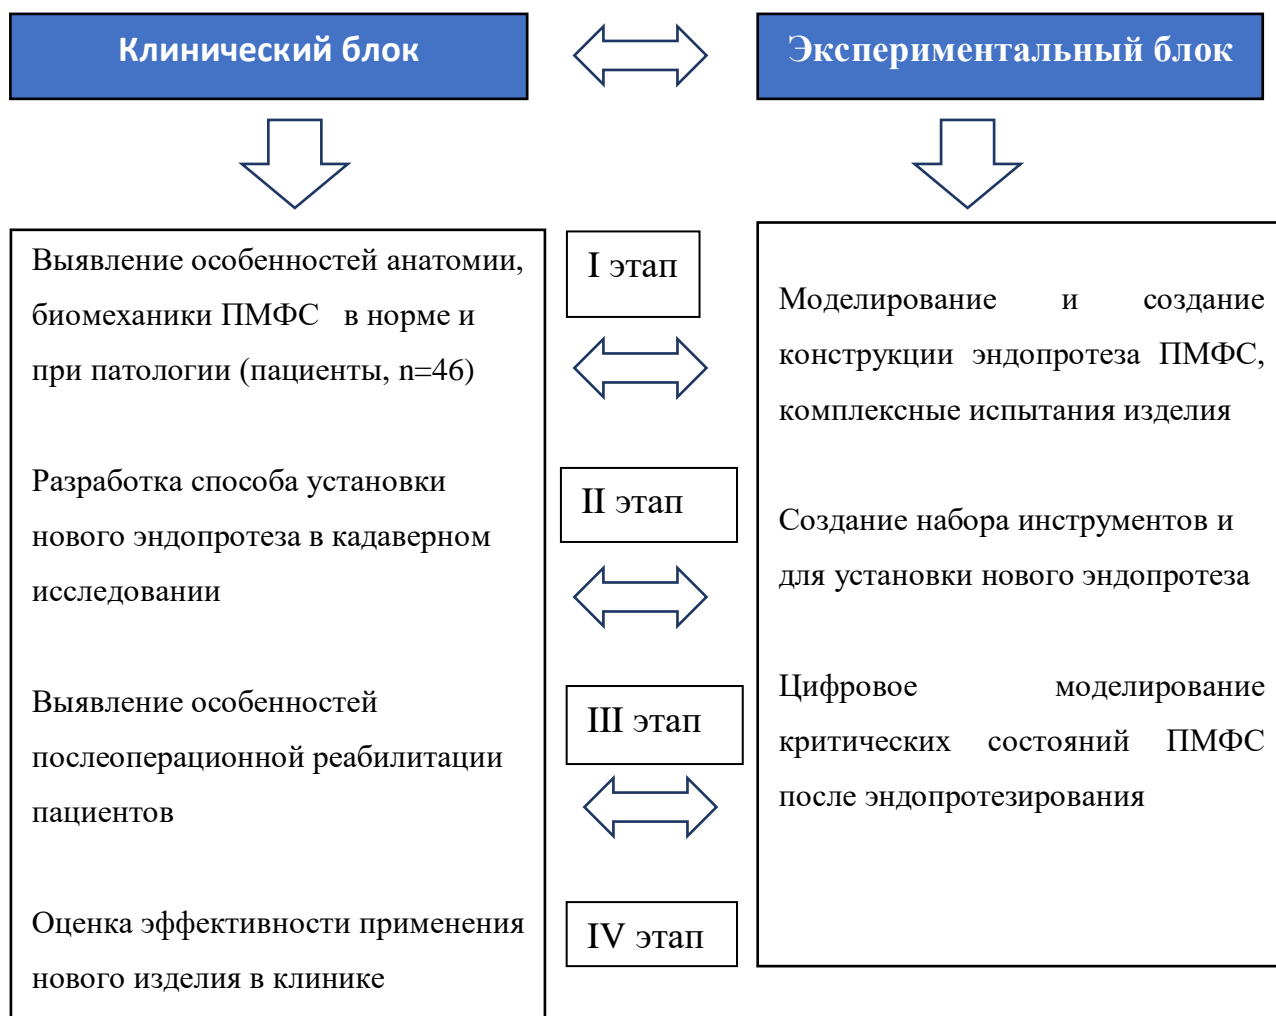 Клинический блок
Экспериментальный блок
Выявление особенностей анатомии,
биомеханики ПМФС в норме и
при патологии (пациенты, n=46)
Разработка способа установки
нового эндопротеза в кадаверном
исследовании
Выявление особенностей
послеоперационной реабилитации
пациентов
Оценка эффективности применения
нового изделия в клинике
I этап
II этап
III этап
IV этап
Моделирование и создание
конструкции эндопротеза ПМФС,
комплексные испытания изделия
Создание набора инструментов и
для установки нового эндопротеза
Цифровое моделирование
критических состояний ПМФС
после эндопротезирования